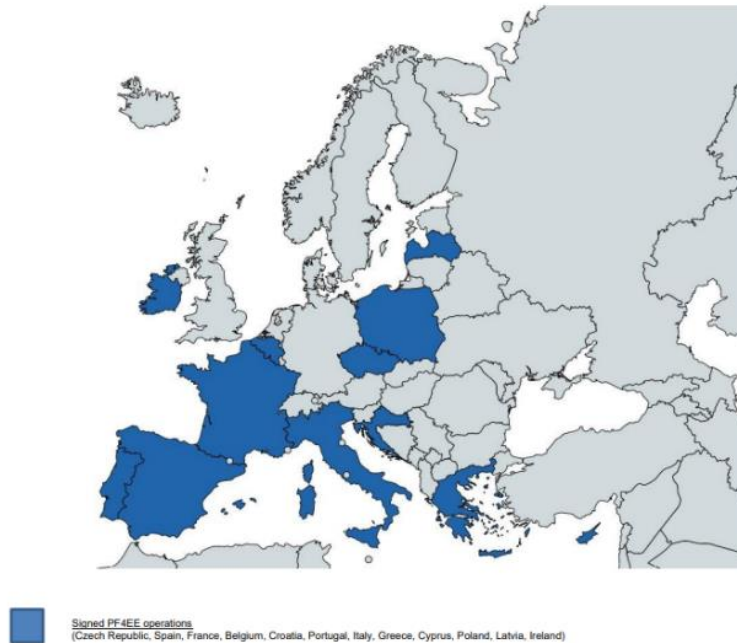 Signed PF4EE operations
(Czech Republic, Spain, France, Belgium, Croatia, Portugal, Italy, Greece, Cyprus, Poland, Latvia, Ireland)